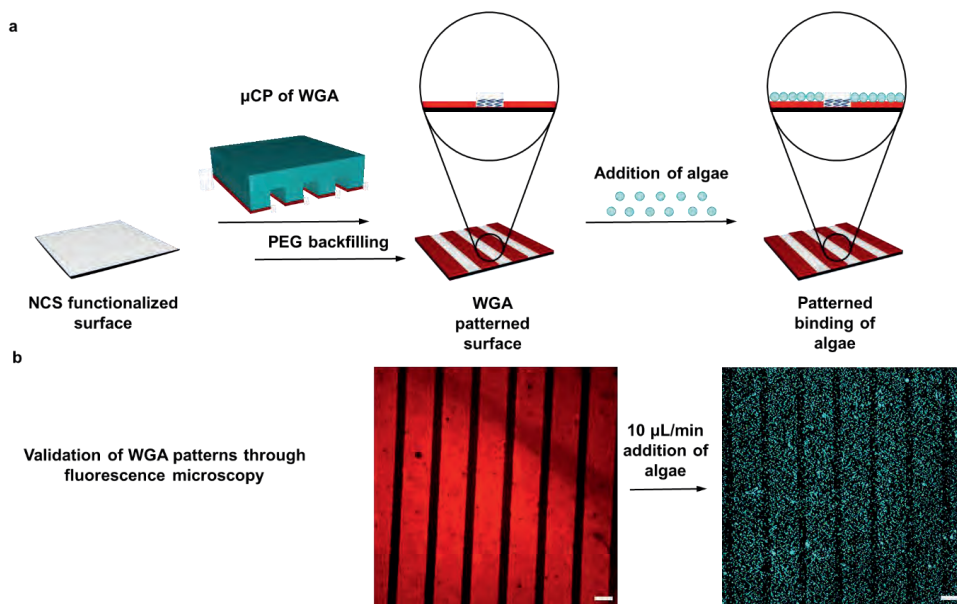 a
µCP of WGA
Addition of algae
PEG backfilling
NCS functionalized
surface
WGA
patterned
surface
Patterned
binding of
algae
b
Validation of WGA patterns through
fluorescence microscopy
10 µL/min
addition of
algae